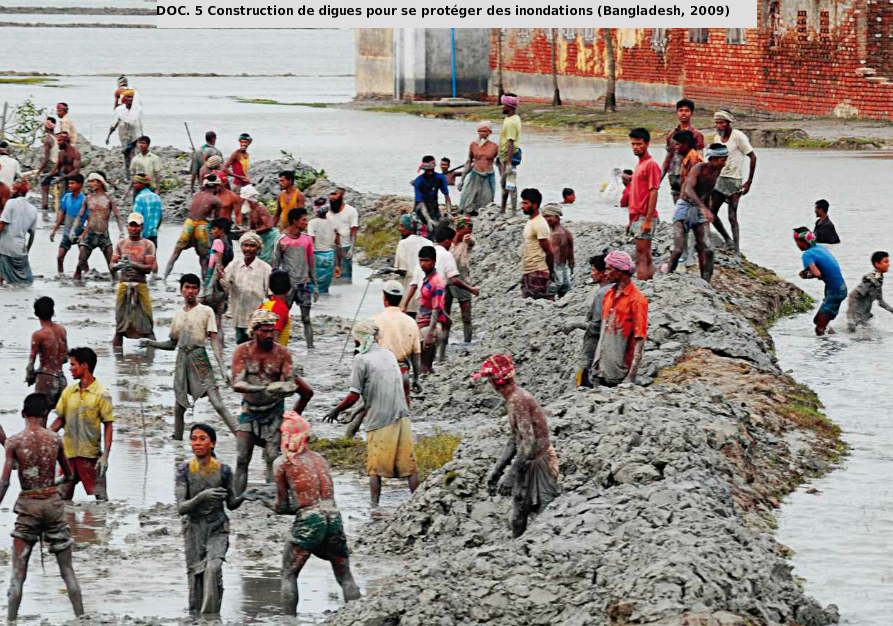 DOC. 5 Construction de digues pour se protéger des inondations (Bangladesh, 2009)